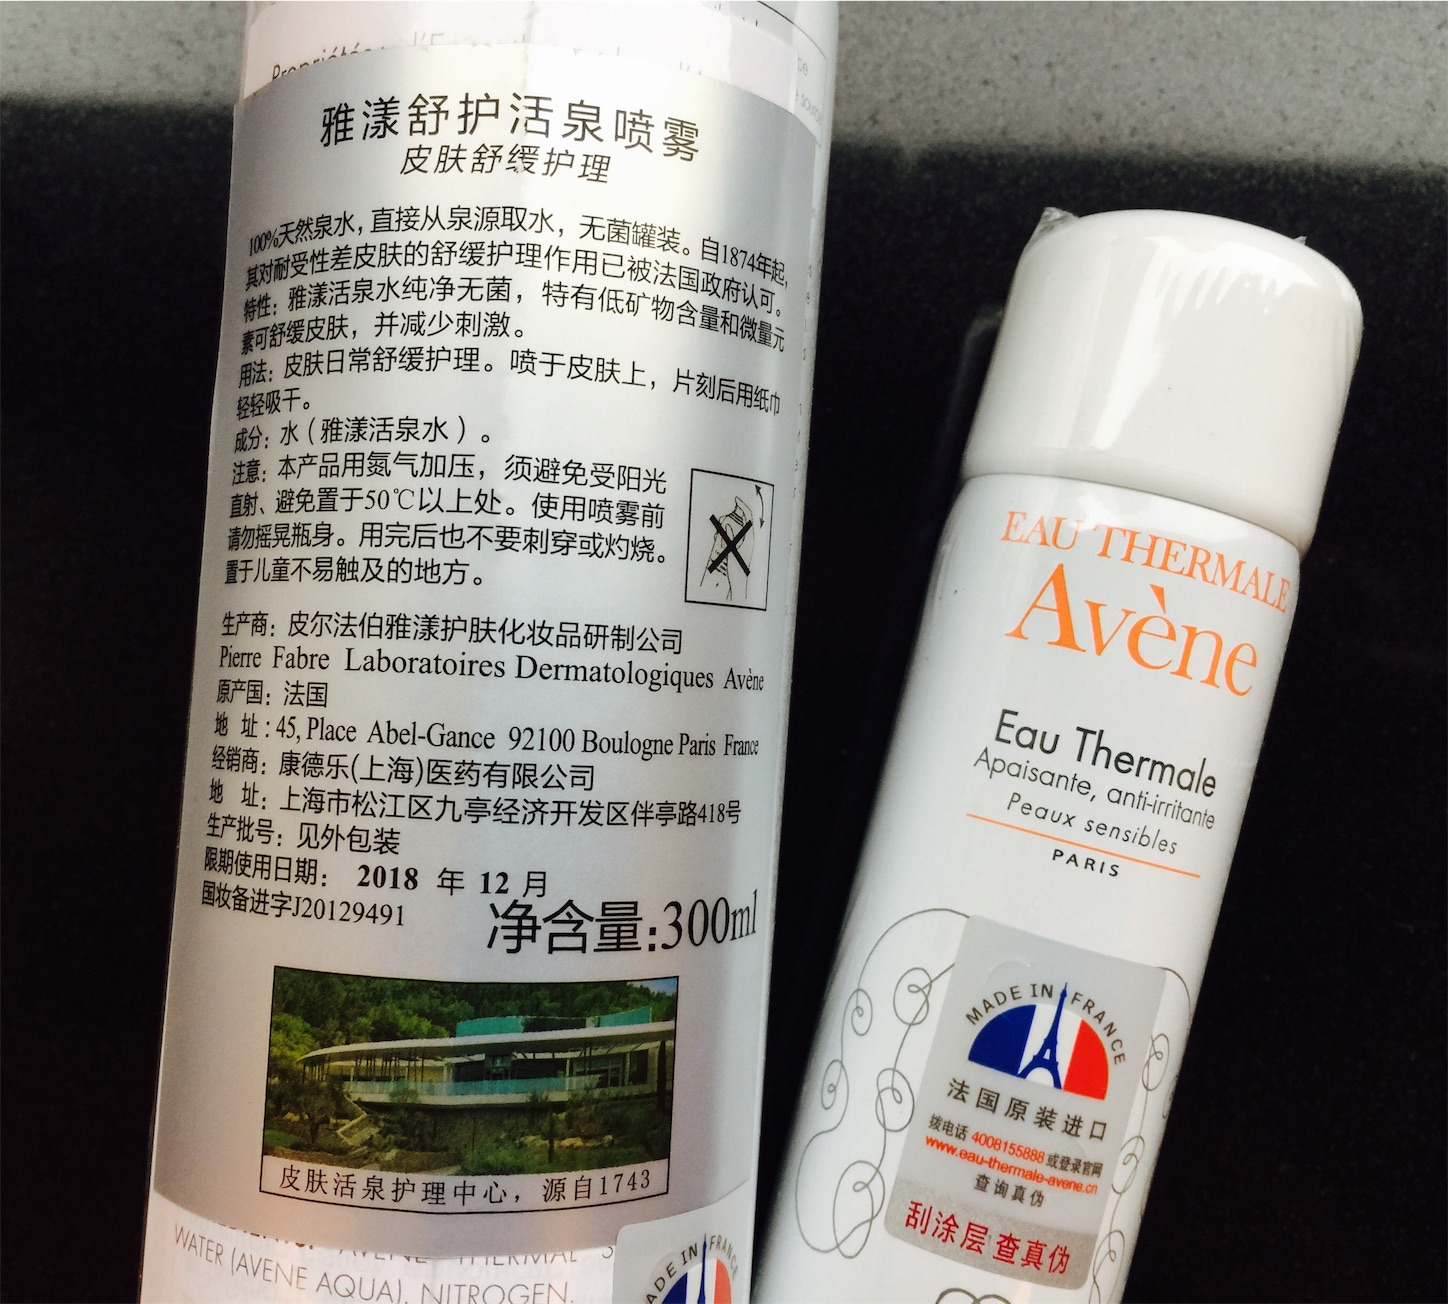 Propriétés
雅漾舒护活泉喷雾
皮肤舒缓护理
100%天然泉水，直接从泉源取水，无菌罐装。自1874年起，
其对耐受性差皮肤的舒缓护理作用已被法国政府认可。
特性：雅漾活泉水纯净无菌，特有低矿物含量和微量元
素可舒缓皮肤，并减少刺激。
用法：皮肤日常舒缓护理。喷于皮肤上，片刻后用纸巾
轻轻吸干。
成分：水（雅漾活泉水）。
注意：本产品用氮气加压，须避免受阳光
直射、避免置于50℃以上处。使用喷雾前
请勿摇晃瓶身。用完后也不要刺穿或灼烧。
置于儿童不易触及的地方。
生产商：皮尔法伯雅漾护肤化妆品研制公司
Pierre Fabre Laboratoires Dermatologiques Avène
原产国：法国
地 址：45, Place Abel-Gance 92100 Boulogne Paris France
经销商：康德乐(上海)医药有限公司
地 址：上海市松江区九亭经济开发区伴亭路418号
生产批号：见外包装
限期使用日期： 2018 年 12 月
国妆备进字J20129491
净含量:300ml
皮肤活泉护理中心，源自1743
AVENE THERMAL
WATER (AVENE AQUA), NITROGEN.
MADE IN FRANCE
EAU THERMALE
Avène
Eau Thermale
Apaisante, anti-irritante
Peaux sensibles
PARIS
MADE IN FRANCE
法国原装进口
拨电话 4008155888 或登录官网
www.eau-thermale-avene.cn
查询真伪
刮涂层 查真伪